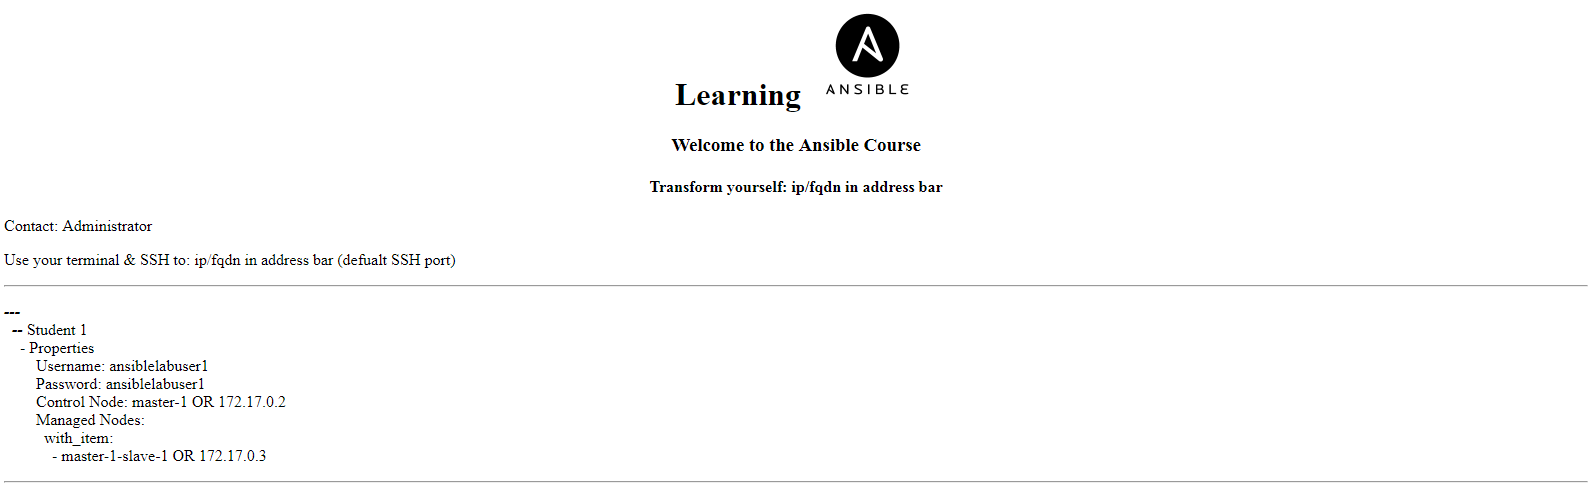 ANSIBLE
Learning
Welcome to the Ansible Course
Transform yourself: ip/fqdn in address bar
Contact: Administrator
Use your terminal & SSH to: ip/fqdn in address bar (defualt SSH port)
---
-- Student 1
- Properties
Username: ansiblelabuser1
Password: ansiblelabuser1
Control Node: master-1 OR 172.17.0.2
Managed Nodes:
with_item:
- master-1-slave-1 OR 172.17.0.3